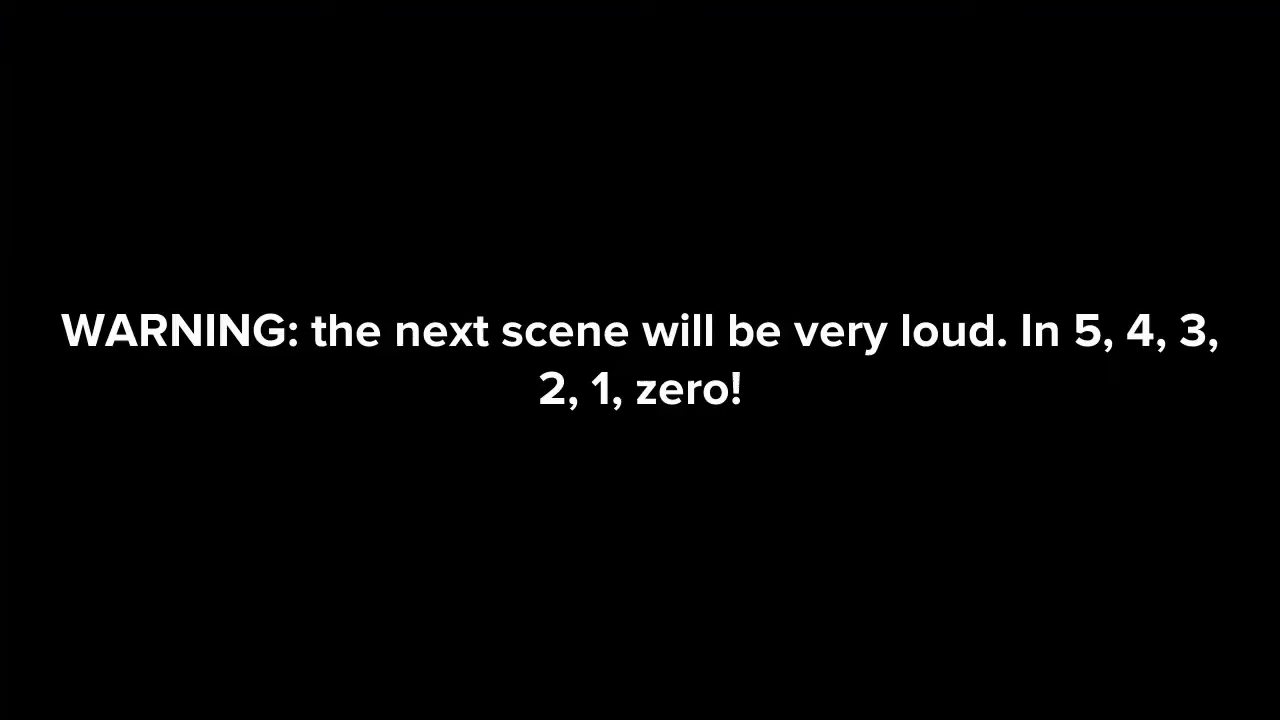 WARNING: the next scene will be very loud. In 5, 4, 3,
2, 1, zero!